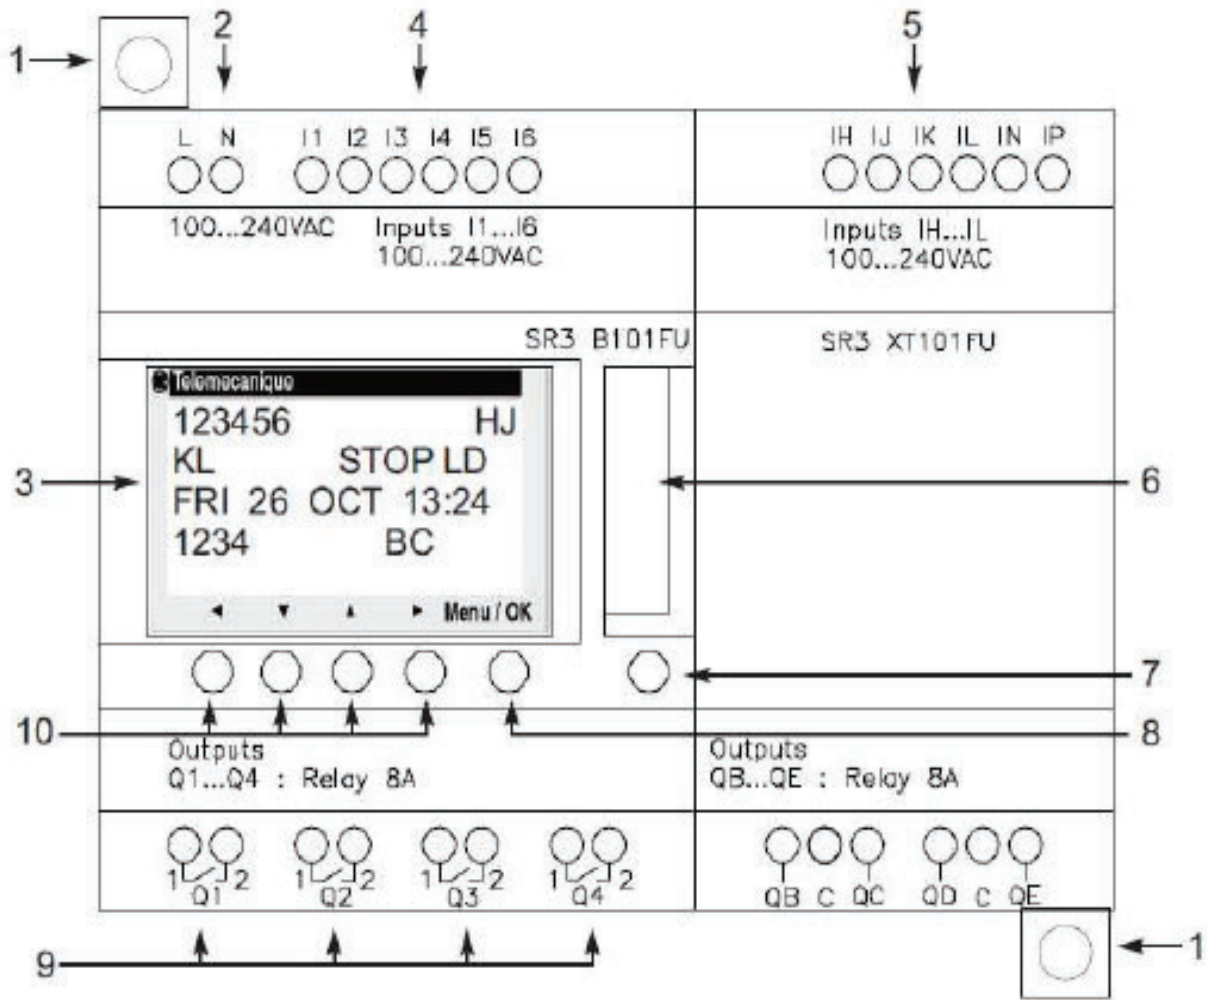 1
2
4
5
L N I1 I2 I3 I4 I5 I6
IH IJ IK IL IN IP
100...240VAC
Inputs I1...I6
100...240VAC
Inputs IH...IL
100...240VAC
SR3 B101FU
SR3 XT101FU
Telemecanique
123456 HJ
KL STOP LD
FRI 26 OCT 13:24
1234 BC
Menu / OK
3
6
7
10
8
Outputs
Q1...Q4 : Relay 8A
Outputs
QB...QE : Relay 8A
1 2 1 2 1 2 1 2
Q1 Q2 Q3 Q4
QB C QC QD C QE
9
1